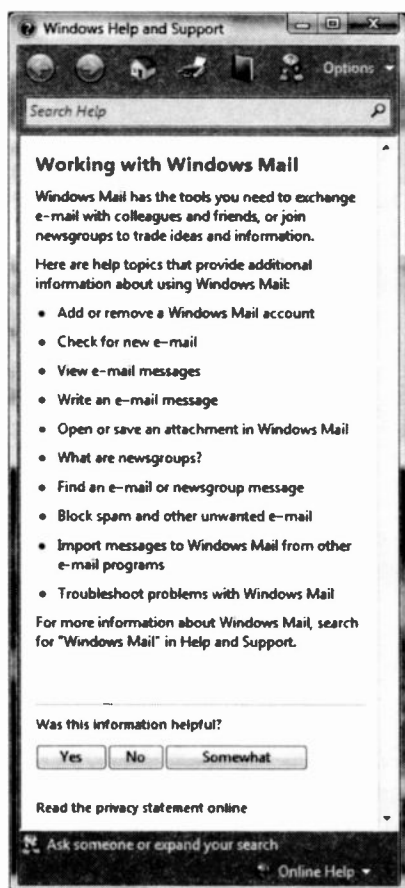 Windows Help and Support
Options
Search Help
Working with Windows Mail
Windows Mail has the tools you need to exchange
e-mail with colleagues and friends, or join
newsgroups to trade ideas and information.
Here are help topics that provide additional
information about using Windows Mail:
• Add or remove a Windows Mail account
• Check for new e-mail
• View e-mail messages
• Write an e-mail message
• Open or save an attachment in Windows Mail
• What are newsgroups?
• Find an e-mail or newsgroup message
• Block spam and other unwanted e-mail
• Import messages to Windows Mail from other
e-mail programs
• Troubleshoot problems with Windows Mail
For more information about Windows Mail, search
for "Windows Mail" in Help and Support.
Was this information helpful?
Yes No Somewhat
Read the privacy statement online
Ask someone or expand your search
Online Help